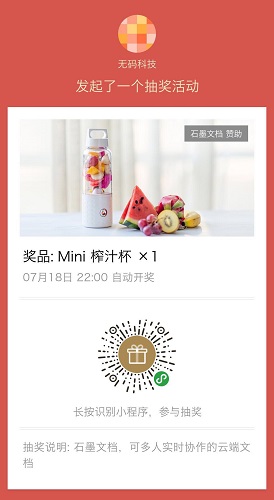 无码科技
发起了一个抽奖活动
石墨文档 赞助
奖品: Mini 榨汁杯 ×1
07月18日 22:00 自动开奖
长按识别小程序，参与抽奖
抽奖说明: 石墨文档，可多人实时协作的云端文
档